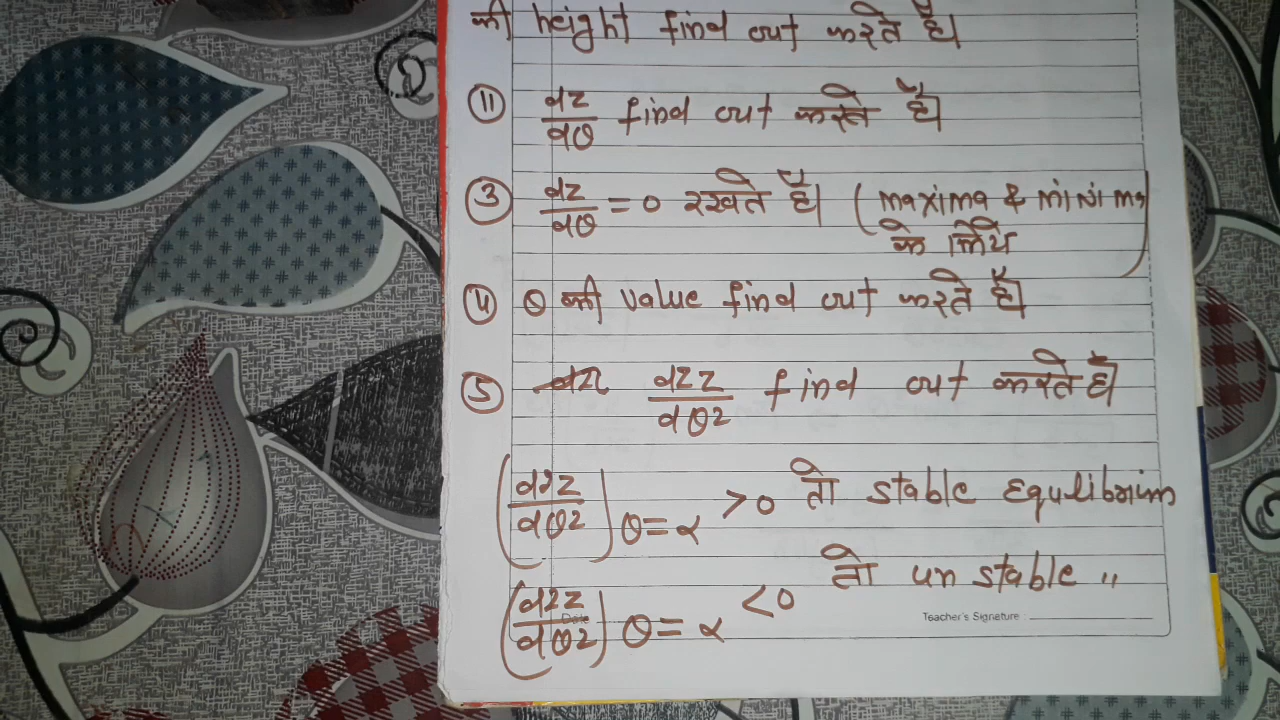 की height find out करते है।
(11) dz/dθ find out करते है।
(3) dz/dθ = 0 रखते है। (maxima & minima
के लिये)
(4) θ की value find out करते है।
(5) d2z/dθ2 find out करते है।
(d2z/dθ2) θ=α >0 तो stable Equlibrium
(d2z/dθ2) θ=α <0 तो un stable "
Date
Teacher's Signature :